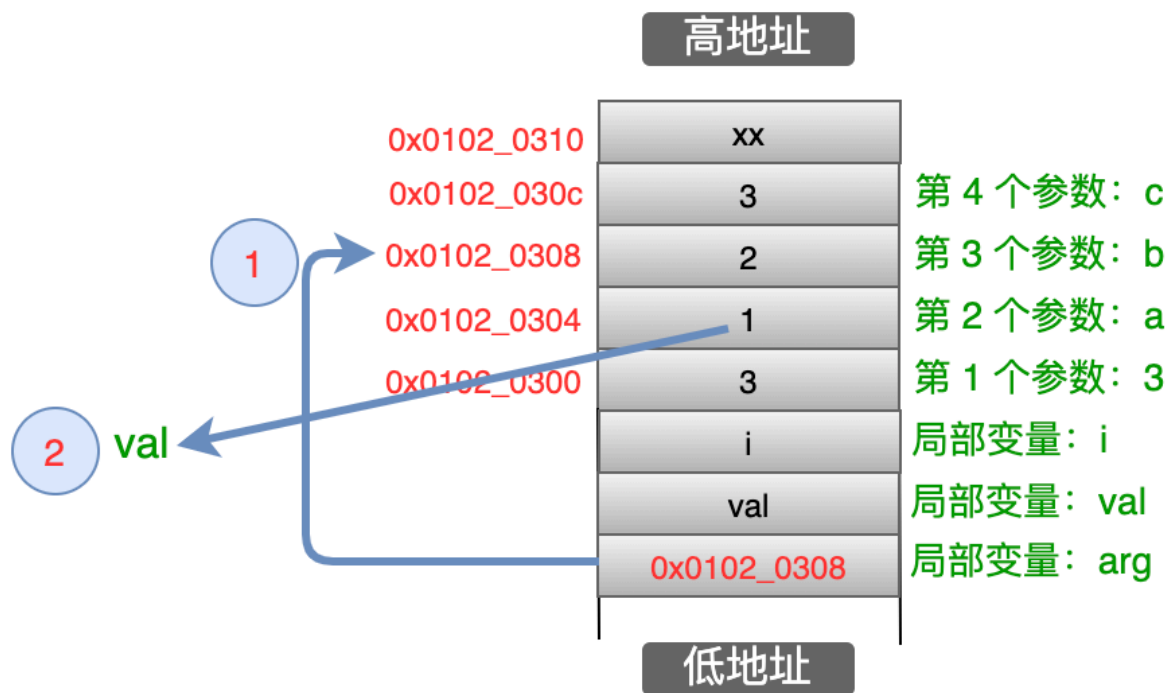 高地址
0x0102_0310 xx
0x0102_030c 3 第 4 个参数：c
1 0x0102_0308 2 第 3 个参数：b
0x0102_0304 1 第 2 个参数：a
0x0102_0300 3 第 1 个参数：3
2 val i 局部变量：i
val 局部变量：val
0x0102_0308 局部变量：arg
低地址